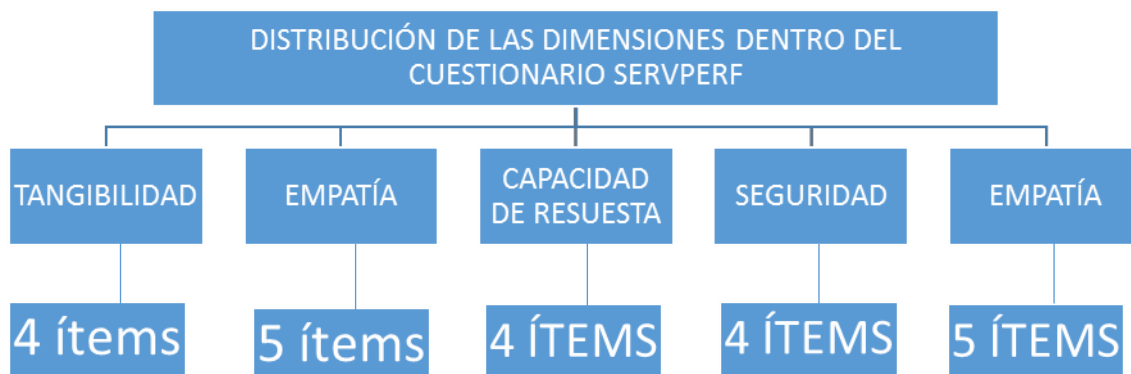 DISTRIBUCIÓN DE LAS DIMENSIONES DENTRO DEL
CUESTIONARIO SERVPERF
TANGIBILIDAD
EMPATÍA
CAPACIDAD
DE RESUESTA
SEGURIDAD
EMPATÍA
4 ítems
5 ítems
4 ÍTEMS
4 ÍTEMS
5 ÍTEMS